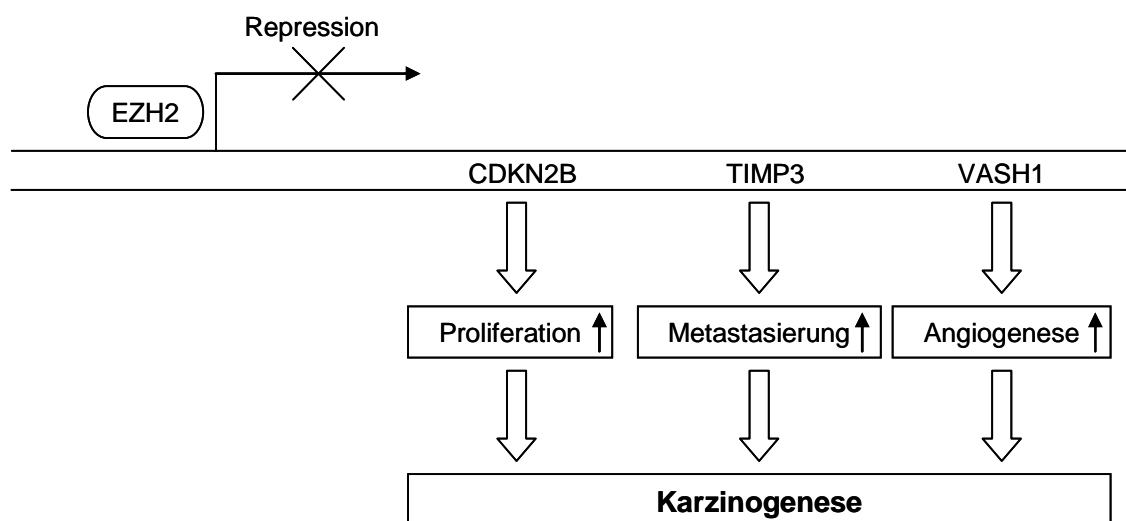 Repression
EZH2
CDKN2B TIMP3 VASH1
Proliferation Metastasierung Angiogenese
Karzinogenese